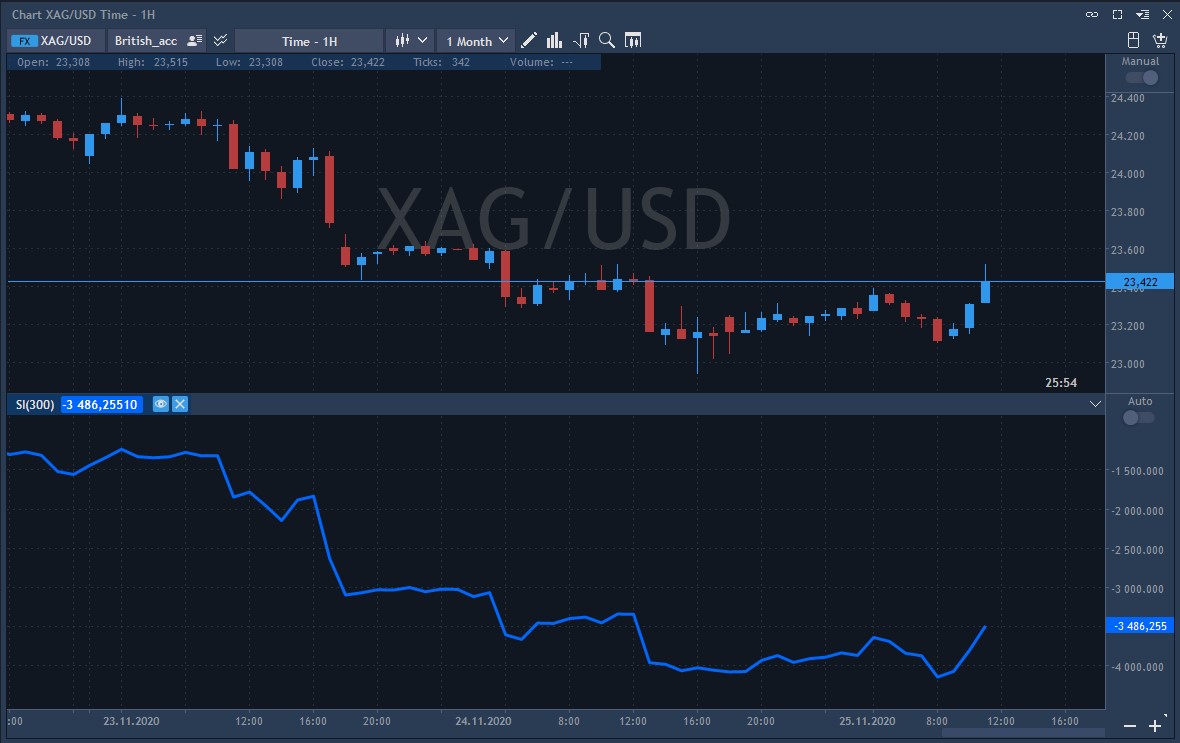 Chart XAG/USD Time - 1H
FX XAG/USD British_acc Time - 1H 1 Month
Open: 23,308 High: 23,515 Low: 23,308 Close: 23,422 Ticks: 342 Volume: ---
Manual
24.400
24.200
24.000
23.800
XAG/USD
23.600
23,422
23.400
23.200
23.000
25:54
SI(300) -3 486,25510
Auto
-1 500.000
-2 000.000
-2 500.000
-3 000.000
-3 486,255
-4 000.000
:00 23.11.2020 12:00 16:00 20:00 24.11.2020 8:00 12:00 16:00 20:00 25.11.2020 8:00 12:00 16:00